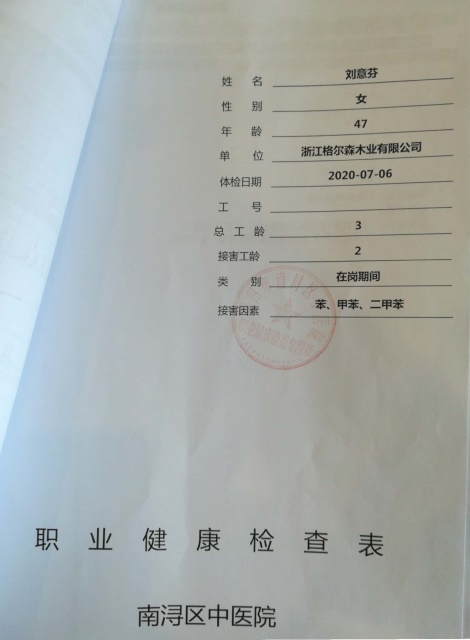 姓 名 刘意芬
性 别 女
年 龄 47
单 位 浙江格尔森木业有限公司
体检日期 2020-07-06
工 号
总 工 龄 3
接害工龄 2
类 别 在岗期间
接害因素 苯、甲苯、二甲苯
职 业 健 康 检 查 表
南浔区中医院